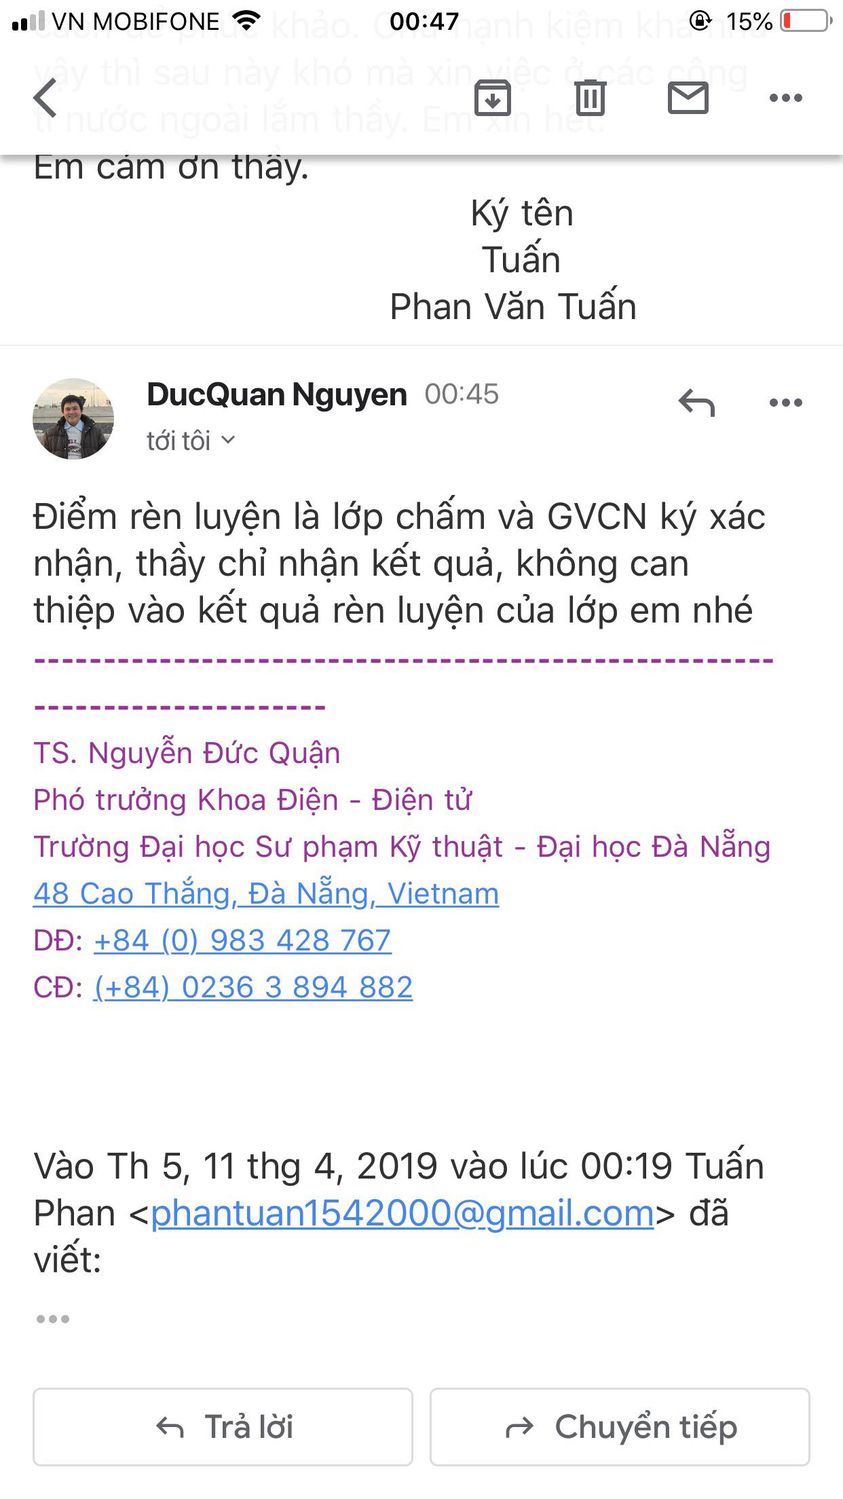 VN MOBIFONE 00:47 15%
phúc khảo. hạnh kiểm khá như
vậy thì sau này khó mà xin việc ở các công
ti nước ngoài lắm thầy. Em xin hết.
Em cám ơn thầy.
Ký tên
Tuấn
Phan Văn Tuấn
DucQuan Nguyen 00:45
tới tôi
Điểm rèn luyện là lớp chấm và GVCN ký xác
nhận, thầy chỉ nhận kết quả, không can
thiệp vào kết quả rèn luyện của lớp em nhé
-----------------------------------------------------
---------------------
TS. Nguyễn Đức Quận
Phó trưởng Khoa Điện - Điện tử
Trường Đại học Sư phạm Kỹ thuật - Đại học Đà Nẵng
48 Cao Thắng, Đà Nẵng, Vietnam
DĐ: +84 (0) 983 428 767
CĐ: (+84) 0236 3 894 882
Vào Th 5, 11 thg 4, 2019 vào lúc 00:19 Tuấn
Phan <phantuan1542000@gmail.com> đã
viết:
Trả lời
Chuyển tiếp